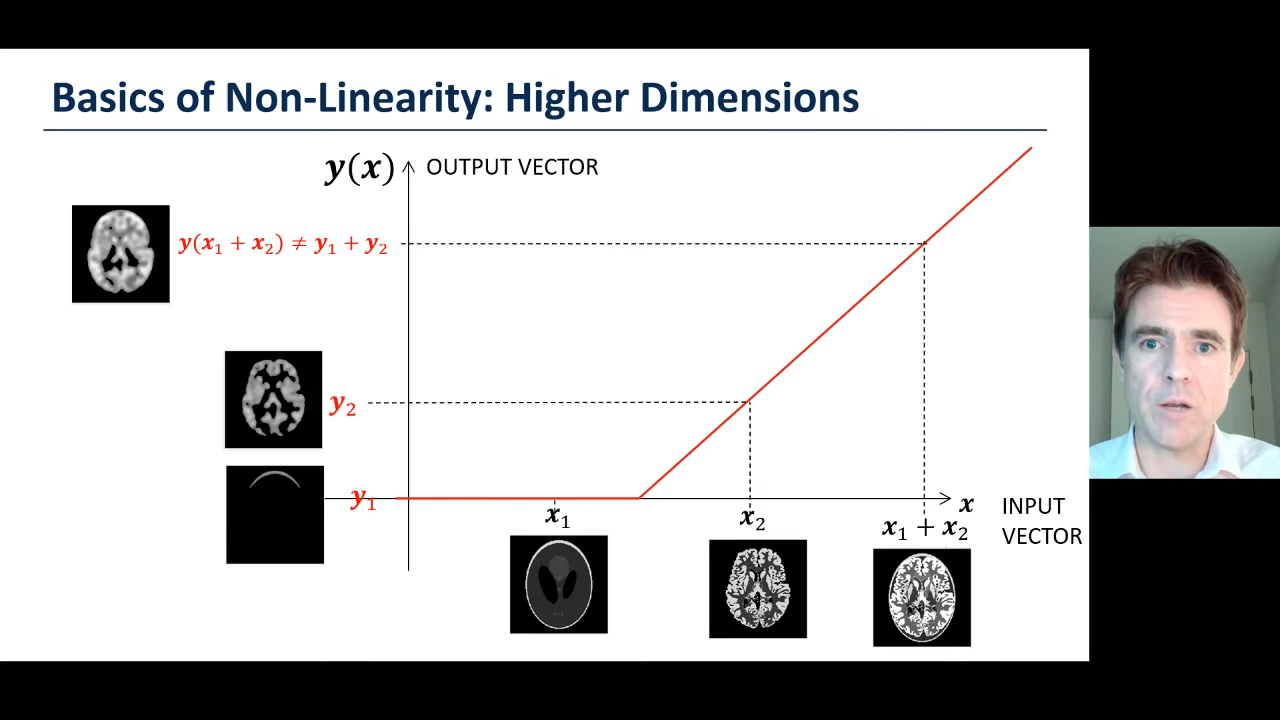 Basics of Non-Linearity: Higher Dimensions
y(x) OUTPUT VECTOR
y(x₁ + x₂) ≠ y₁ + y₂
y₂
y₁
x₁
x₂
x₁ + x₂
x INPUT
VECTOR